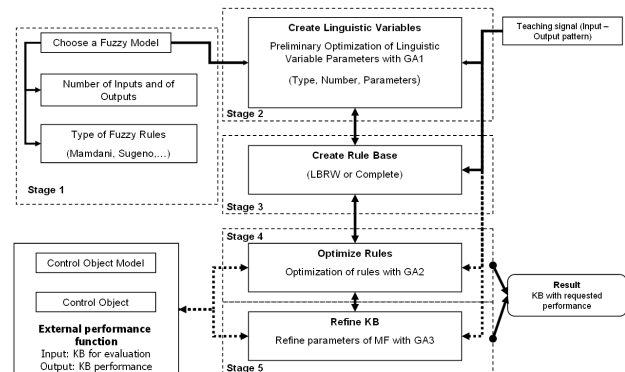 Choose a Fuzzy Model
Number of Inputs and of
Outputs
Type of Fuzzy Rules
(Mamdani, Sugeno,...)
Stage 1
Create Linguistic Variables
Preliminary Optimization of Linguistic
Variable Parameters with GA1
(Type, Number, Parameters)
Stage 2
Teaching signal (Input –
Output pattern)
Create Rule Base
(LBRW or Complete)
Stage 3
Stage 4
Optimize Rules
Optimization of rules with GA2
Refine KB
Refine parameters of MF with GA3
Stage 5
Control Object Model
Control Object
External performance
function
Input: KB for evaluation
Output: KB performance
Result
KB with requested
performance